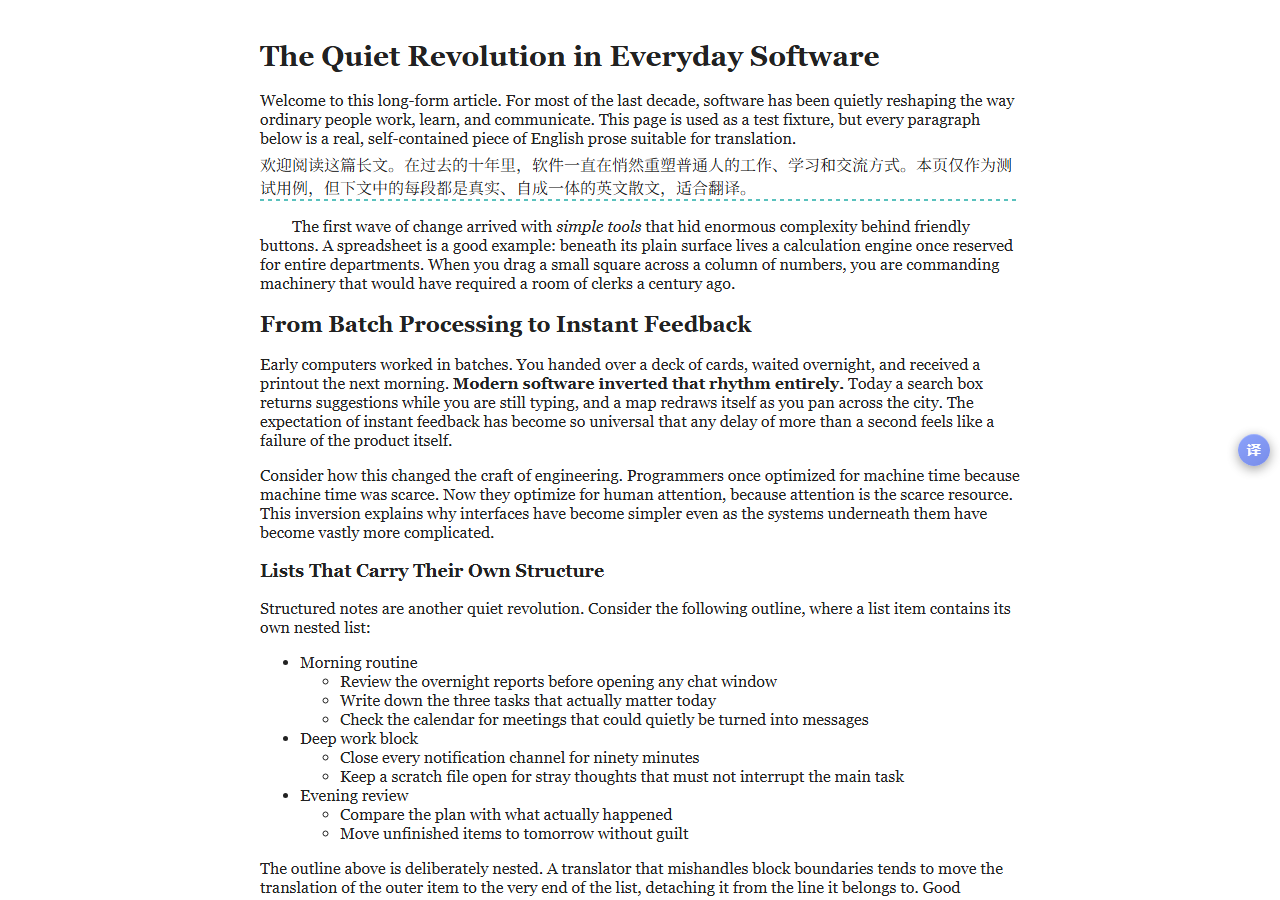 The Quiet Revolution in Everyday Software
Welcome to this long-form article. For most of the last decade, software has been quietly reshaping the way
ordinary people work, learn, and communicate. This page is used as a test fixture, but every paragraph
below is a real, self-contained piece of English prose suitable for translation.
欢迎阅读这篇长文。在过去的十年里，软件一直在悄然重塑普通人的工作、学习和交流方式。本页仅作为测
试用例，但下文中的每段都是真实、自成一体的英文散文，适合翻译。
The first wave of change arrived with simple tools that hid enormous complexity behind friendly
buttons. A spreadsheet is a good example: beneath its plain surface lives a calculation engine once reserved
for entire departments. When you drag a small square across a column of numbers, you are commanding
machinery that would have required a room of clerks a century ago.
From Batch Processing to Instant Feedback
Early computers worked in batches. You handed over a deck of cards, waited overnight, and received a
printout the next morning. Modern software inverted that rhythm entirely. Today a search box
returns suggestions while you are still typing, and a map redraws itself as you pan across the city. The
expectation of instant feedback has become so universal that any delay of more than a second feels like a
failure of the product itself.
Consider how this changed the craft of engineering. Programmers once optimized for machine time because
machine time was scarce. Now they optimize for human attention, because attention is the scarce resource.
This inversion explains why interfaces have become simpler even as the systems underneath them have
become vastly more complicated.
Lists That Carry Their Own Structure
Structured notes are another quiet revolution. Consider the following outline, where a list item contains its
own nested list:
• Morning routine
◦ Review the overnight reports before opening any chat window
◦ Write down the three tasks that actually matter today
◦ Check the calendar for meetings that could quietly be turned into messages
• Deep work block
◦ Close every notification channel for ninety minutes
◦ Keep a scratch file open for stray thoughts that must not interrupt the main task
• Evening review
◦ Compare the plan with what actually happened
◦ Move unfinished items to tomorrow without guilt
The outline above is deliberately nested. A translator that mishandles block boundaries tends to move the
translation of the outer item to the very end of the list, detaching it from the line it belongs to. Good
译